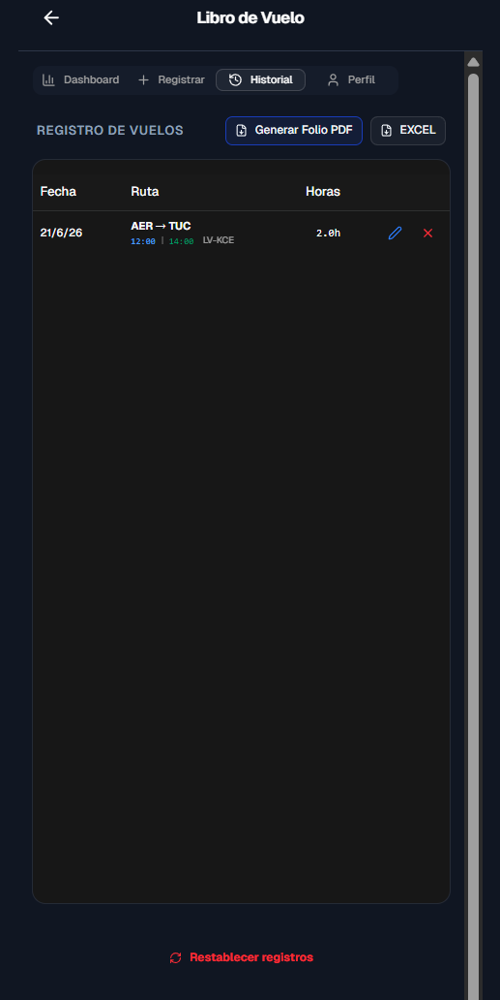 Libro de Vuelo
Dashboard Registrar Historial Perfil
REGISTRO DE VUELOS Generar Folio PDF EXCEL
Fecha Ruta Horas
21/6/26 AER → TUC 2.0h
12:00 | 14:00 LV-KCE
Restablecer registros